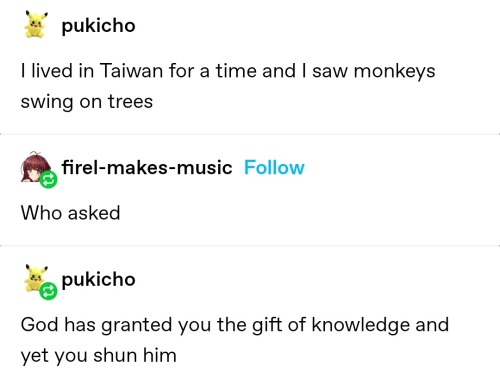 pukicho
I lived in Taiwan for a time and I saw monkeys
swing on trees
firel-makes-music Follow
Who asked
pukicho
God has granted you the gift of knowledge and
yet you shun him